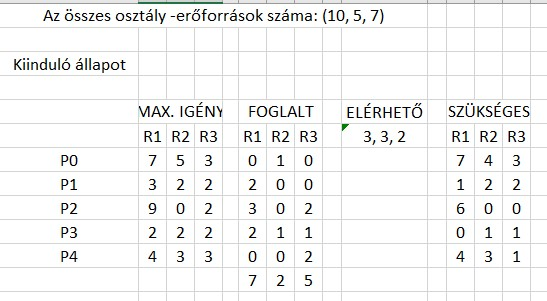 Az összes osztály -erőforrások száma: (10, 5, 7)
Kiinduló állapot
MAX. IGÉNY FOGLALT ELÉRHETŐ SZÜKSÉGES
R1 R2 R3 R1 R2 R3 3, 3, 2 R1 R2 R3
P0 7 5 3 0 1 0 7 4 3
P1 3 2 2 2 0 0 1 2 2
P2 9 0 2 3 0 2 6 0 0
P3 2 2 2 2 1 1 0 1 1
P4 4 3 3 0 0 2 4 3 1
7 2 5